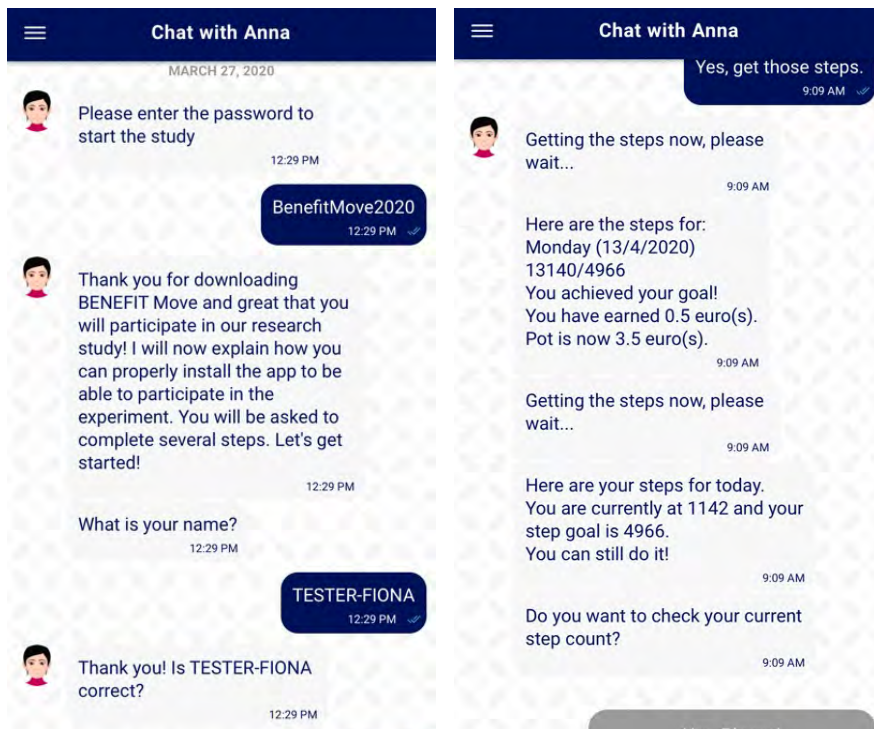 Chat with Anna
MARCH 27, 2020
Please enter the password to
start the study
12:29 PM
BenefitMove2020
12:29 PM
Thank you for downloading
BENEFIT Move and great that you
will participate in our research
study! I will now explain how you
can properly install the app to be
able to participate in the
experiment. You will be asked to
complete several steps. Let's get
started!
12:29 PM
What is your name?
12:29 PM
TESTER-FIONA
12:29 PM
Thank you! Is TESTER-FIONA
correct?
12:29 PM
Chat with Anna
Yes, get those steps.
9:09 AM
Getting the steps now, please
wait...
9:09 AM
Here are the steps for:
Monday (13/4/2020)
13140/4966
You achieved your goal!
You have earned 0.5 euro(s).
Pot is now 3.5 euro(s).
9:09 AM
Getting the steps now, please
wait...
9:09 AM
Here are your steps for today.
You are currently at 1142 and your
step goal is 4966.
You can still do it!
9:09 AM
Do you want to check your current
step count?
9:09 AM